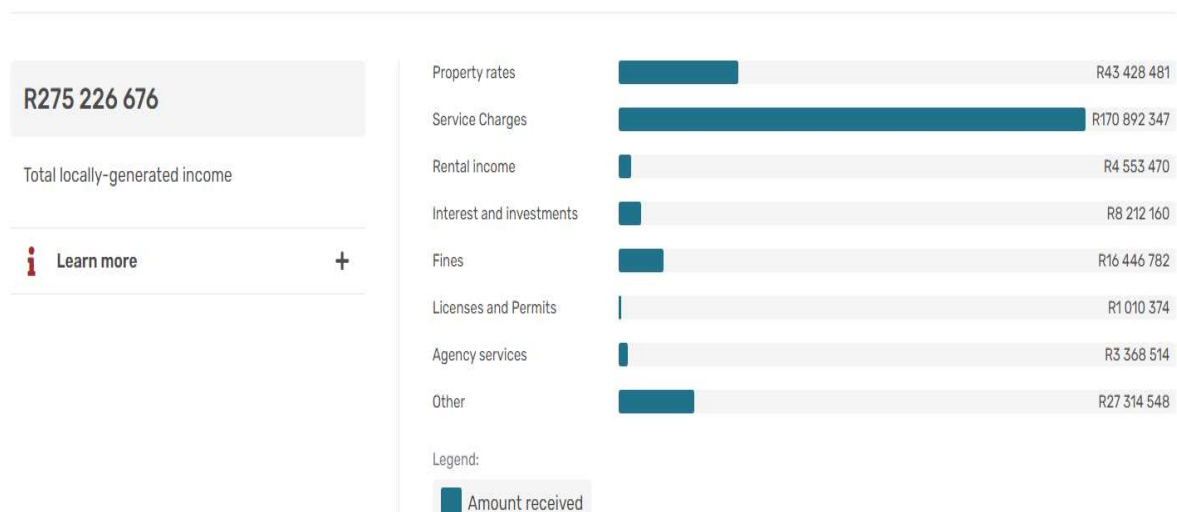 R275 226 676
Total locally-generated income
Learn more +
Property rates R43 428 481
Service Charges R170 892 347
Rental income R4 553 470
Interest and investments R8 212 160
Fines R16 446 782
Licenses and Permits R1 010 374
Agency services R3 368 514
Other R27 314 548
Legend:
Amount received